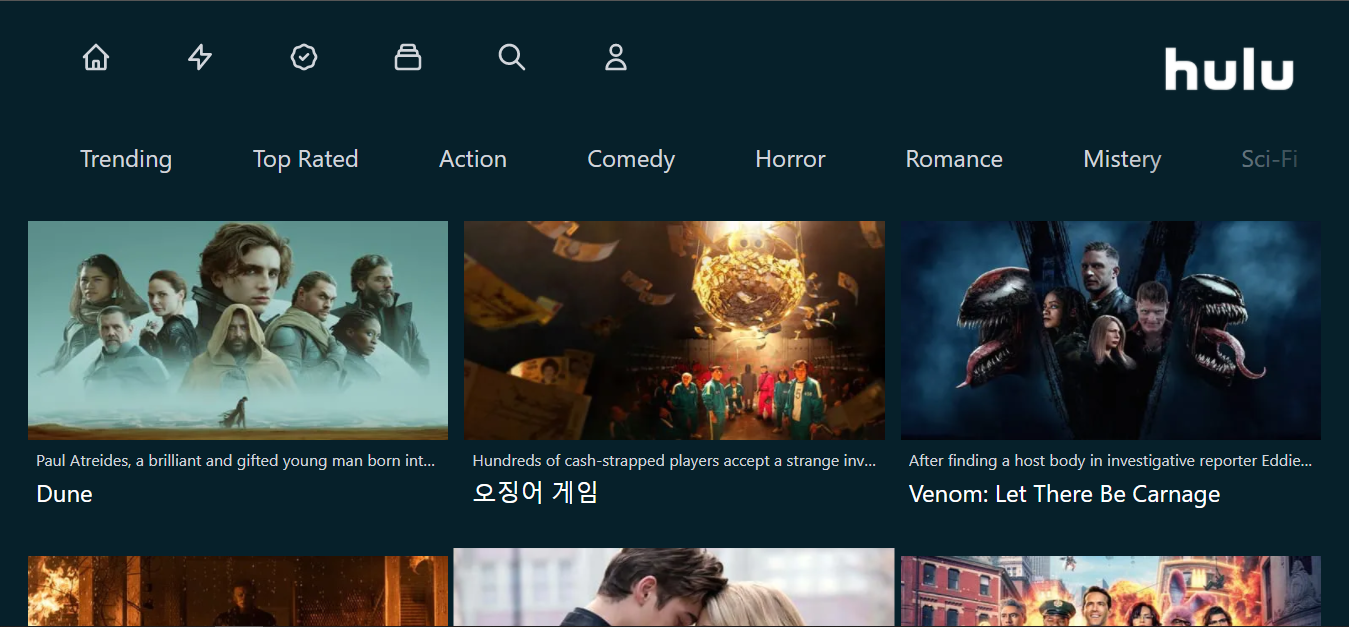 hulu
Trending Top Rated Action Comedy Horror Romance Mistery Sci-Fi
Paul Atreides, a brilliant and gifted young man born int...
Dune
Hundreds of cash-strapped players accept a strange inv...
오징어 게임
After finding a host body in investigative reporter Eddie...
Venom: Let There Be Carnage